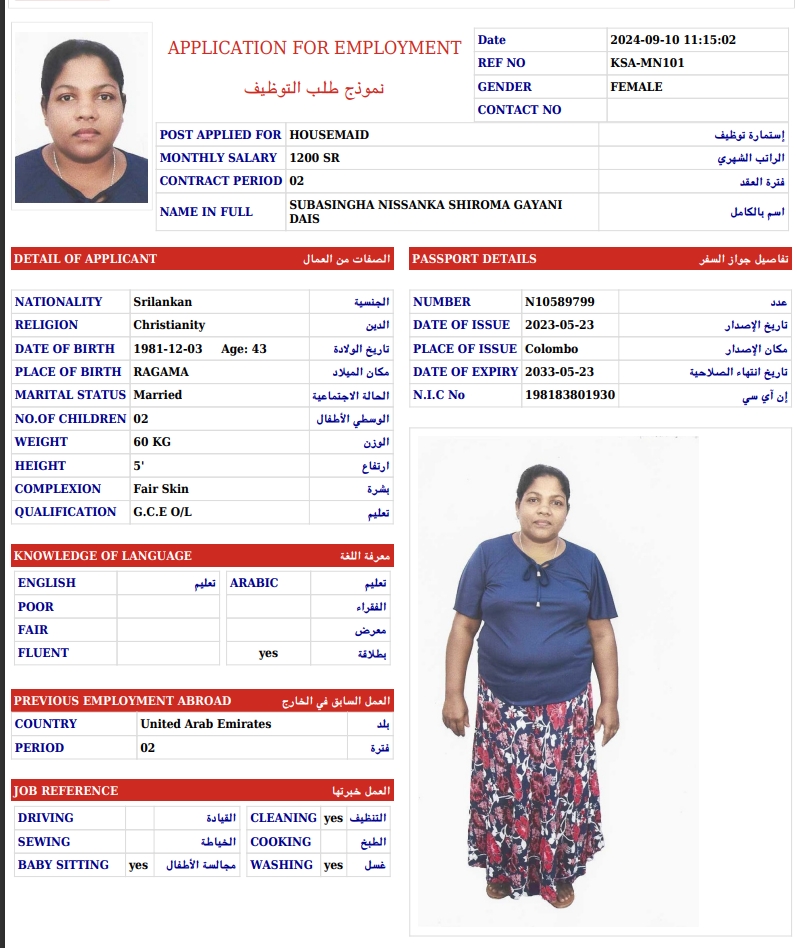 APPLICATION FOR EMPLOYMENT
نموذج طلب التوظيف
Date 2024-09-10 11:15:02
REF NO KSA-MN101
GENDER FEMALE
CONTACT NO
POST APPLIED FOR HOUSEMAID إستمارة توظيف
MONTHLY SALARY 1200 SR الراتب الشهري
CONTRACT PERIOD 02 فترة العقد
NAME IN FULL SUBASINGHA NISSANKA SHIROMA GAYANI DAIS اسم بالكامل
DETAIL OF APPLICANT الصفات من العمال
NATIONALITY Srilankan الجنسية
RELIGION Christianity الدين
DATE OF BIRTH 1981-12-03 Age: 43 تاريخ الولادة
PLACE OF BIRTH RAGAMA مكان الميلاد
MARITAL STATUS Married الحالة الاجتماعية
NO.OF CHILDREN 02 الوسطي الأطفال
WEIGHT 60 KG الوزن
HEIGHT 5' ارتفاع
COMPLEXION Fair Skin بشرة
QUALIFICATION G.C.E O/L تعليم
PASSPORT DETAILS تفاصيل جواز السفر
NUMBER N10589799 عدد
DATE OF ISSUE 2023-05-23 تاريخ الإصدار
PLACE OF ISSUE Colombo مكان الإصدار
DATE OF EXPIRY 2033-05-23 تاريخ انتهاء الصلاحية
N.I.C No 198183801930 إن آي سي
KNOWLEDGE OF LANGUAGE معرفة اللغة
ENGLISH تعليم ARABIC تعليم
POOR الفقراء
FAIR معرض
FLUENT yes بطلاقة
PREVIOUS EMPLOYMENT ABROAD العمل السابق في الخارج
COUNTRY United Arab Emirates بلد
PERIOD 02 فترة
JOB REFERENCE العمل خبرتها
DRIVING القيادة CLEANING yes التنظيف
SEWING الخياطة COOKING الطبخ
BABY SITTING yes مجالسة الأطفال WASHING yes غسل